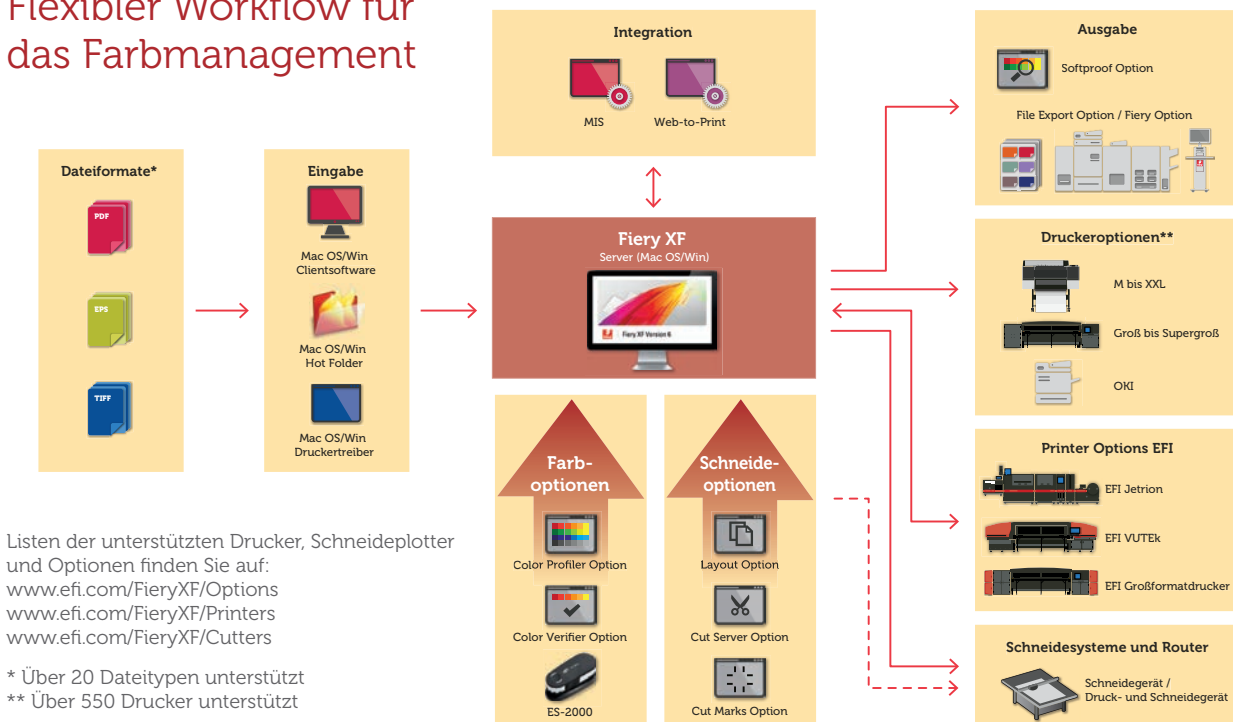 Flexibler Workflow für
das Farbmanagement
Dateiformate*
PDF
EPS
TIFF
Eingabe
Mac OS/Win
Clientsoftware
Mac OS/Win
Hot Folder
Mac OS/Win
Druckertreiber
Integration
MIS
Web-to-Print
Fiery XF
Server (Mac OS/Win)
Fiery XF Version 6
Farb-
optionen
Color Profiler Option
Color Verifier Option
ES-2000
Schneide-
optionen
Layout Option
Cut Server Option
Cut Marks Option
Ausgabe
Softproof Option
File Export Option / Fiery Option
Druckeroptionen**
M bis XXL
Groß bis Supergroß
OKI
Printer Options EFI
EFI Jetrion
EFI VUTEk
EFI Großformatdrucker
Schneidesysteme und Router
Schneidegerät /
Druck- und Schneidegerät
Listen der unterstützten Drucker, Schneideplotter
und Optionen finden Sie auf:
www.efi.com/FieryXF/Options
www.efi.com/FieryXF/Printers
www.efi.com/FieryXF/Cutters
* Über 20 Dateitypen unterstützt
** Über 550 Drucker unterstützt